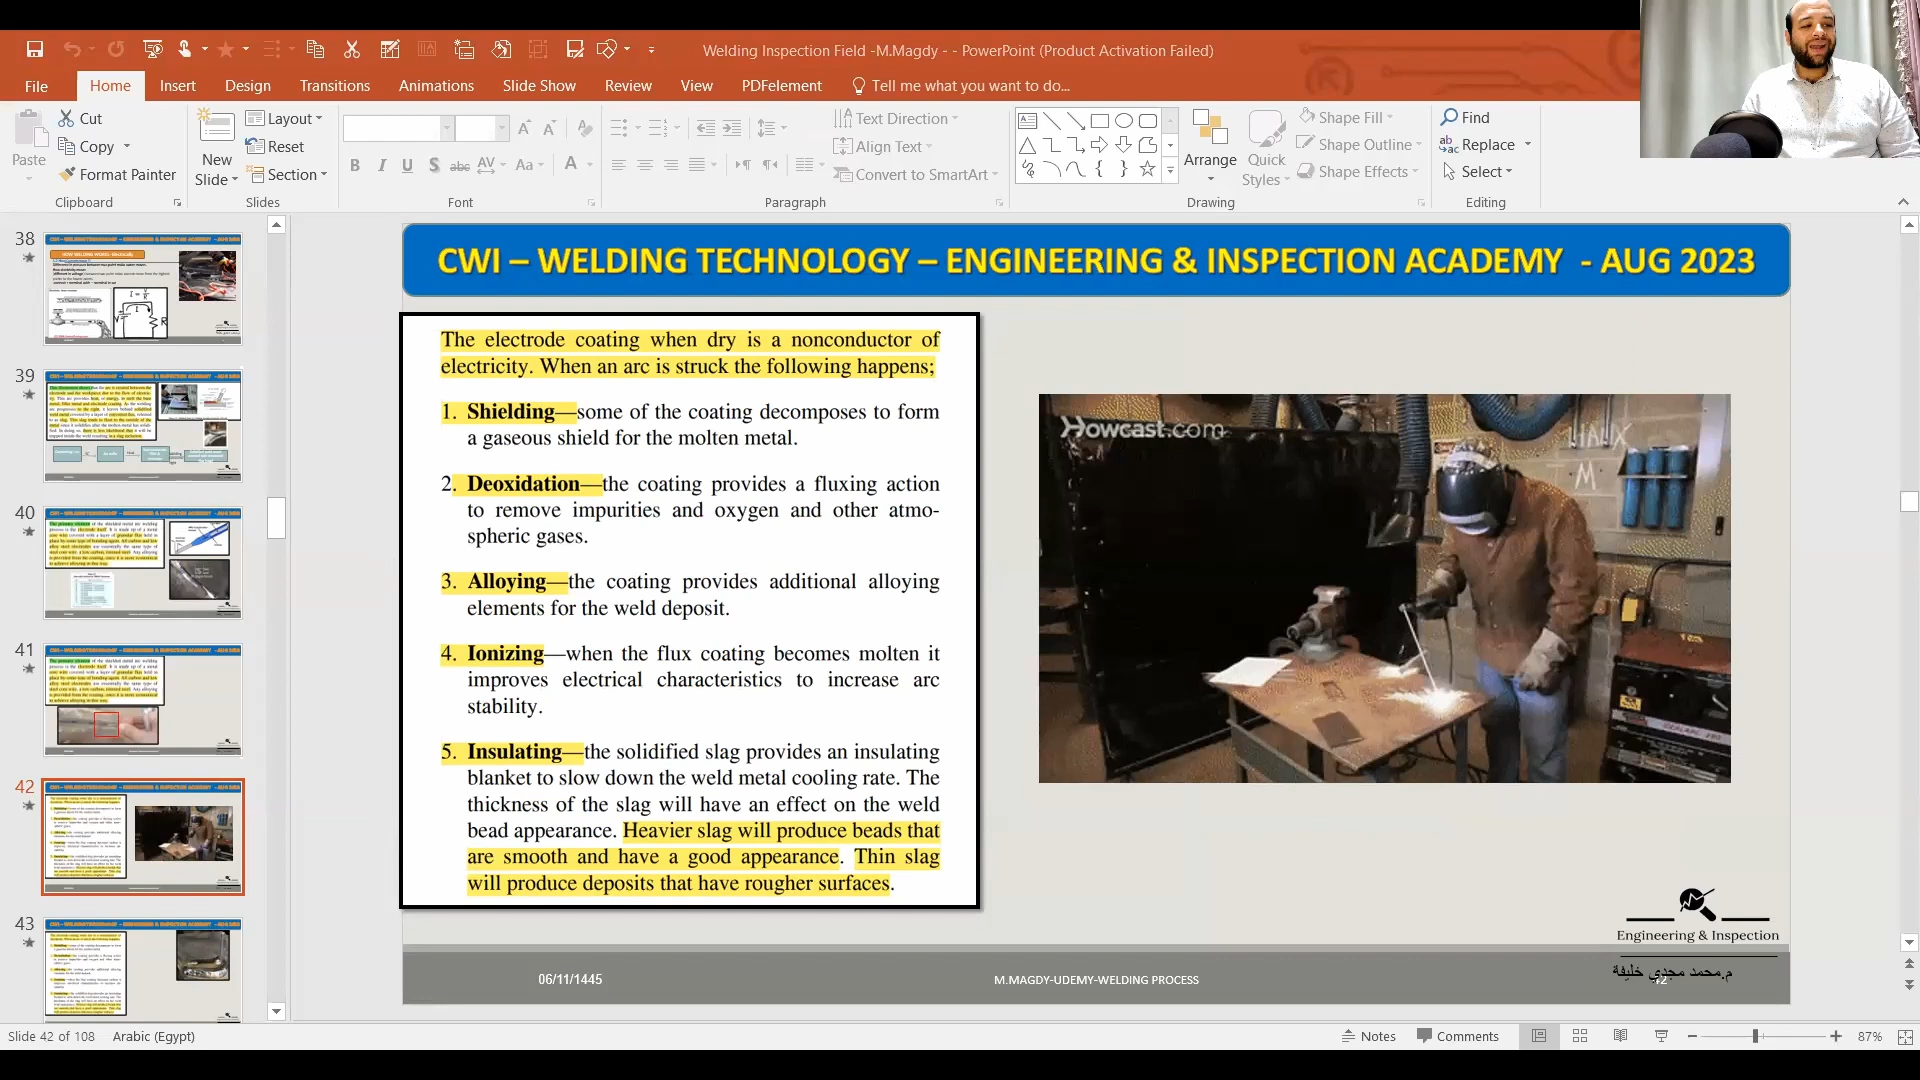 Welding Inspection Field -M.Magdy - - PowerPoint (Product Activation Failed)
File Home Insert Design Transitions Animations Slide Show Review View PDFelement Tell me what you want to do...
Paste
Cut
Copy
Format Painter
Clipboard
New Slide
Layout
Reset
Section
Slides
Font
Text Direction
Align Text
Convert to SmartArt
Paragraph
Arrange
Quick Styles
Shape Fill
Shape Outline
Shape Effects
Drawing
Find
Replace
Select
Editing
38
39
40
41
42
43
CWI – WELDING TECHNOLOGY – ENGINEERING & INSPECTION ACADEMY - AUG 2023
The electrode coating when dry is a nonconductor of
electricity. When an arc is struck the following happens;
1. Shielding—some of the coating decomposes to form
a gaseous shield for the molten metal.
2. Deoxidation—the coating provides a fluxing action
to remove impurities and oxygen and other atmo-
spheric gases.
3. Alloying—the coating provides additional alloying
elements for the weld deposit.
4. Ionizing—when the flux coating becomes molten it
improves electrical characteristics to increase arc
stability.
5. Insulating—the solidified slag provides an insulating
blanket to slow down the weld metal cooling rate. The
thickness of the slag will have an effect on the weld
bead appearance. Heavier slag will produce beads that
are smooth and have a good appearance. Thin slag
will produce deposits that have rougher surfaces.
Howcast.com
Engineering & Inspection
م.محمد مجدي خليفة
06/11/1445
M.MAGDY-UDEMY-WELDING PROCESS
42
Slide 42 of 108 Arabic (Egypt)
Notes Comments 87%